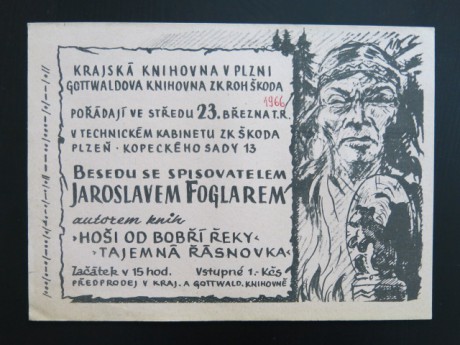 KRAJSKÁ KNIHOVNA V PLZNI
GOTTWALDOVA KNIHOVNA ZK ROH ŠKODA
1966
POŘÁDAJÍ VE STŘEDU 23. BŘEZNA T.R.
V TECHNICKÉM KABINETU ZK ŠKODA
PLZEŇ · KOPECKÉHO SADY 13
BESEDU SE SPISOVATELEM
JAROSLAVEM FOGLAREM
autorem knih
›HOŠI OD BOBŘÍ ŘEKY‹
›TAJEMNÁ ŘÁSNOVKA‹
Začátek v 15 hod. Vstupné 1.- Kčs
PŘEDPRODEJ V KRAJ. A GOTTWALD. KNIHOVNĚ